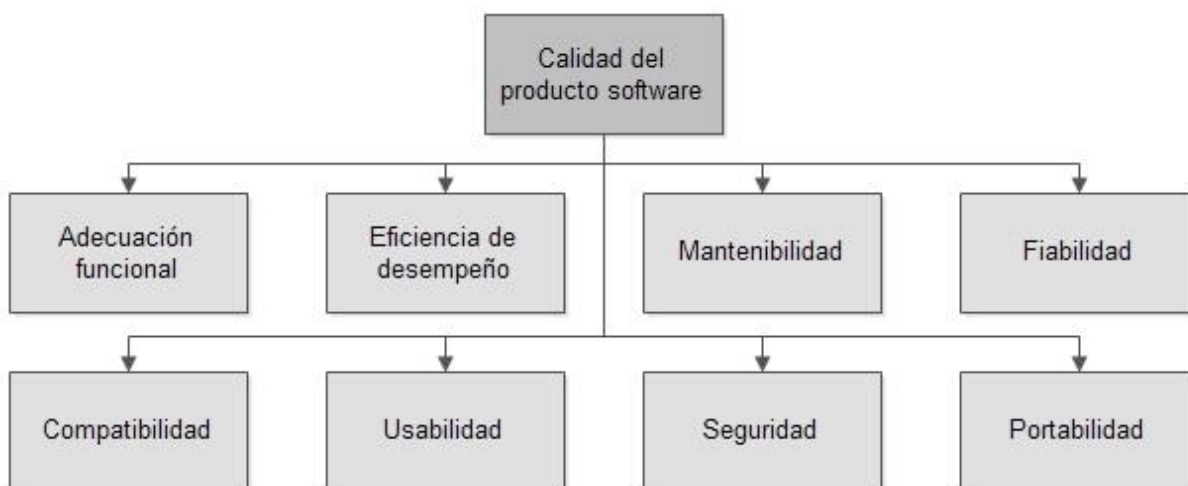 Calidad del
producto software
Adecuación
funcional
Eficiencia de
desempeño
Mantenibilidad
Fiabilidad
Compatibilidad
Usabilidad
Seguridad
Portabilidad